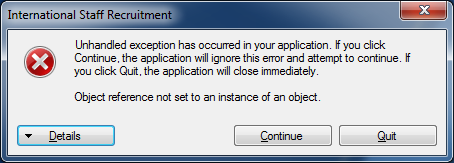 International Staff Recruitment
Unhandled exception has occurred in your application. If you click
Continue, the application will ignore this error and attempt to continue. If
you click Quit, the application will close immediately.
Object reference not set to an instance of an object.
Details
Continue
Quit